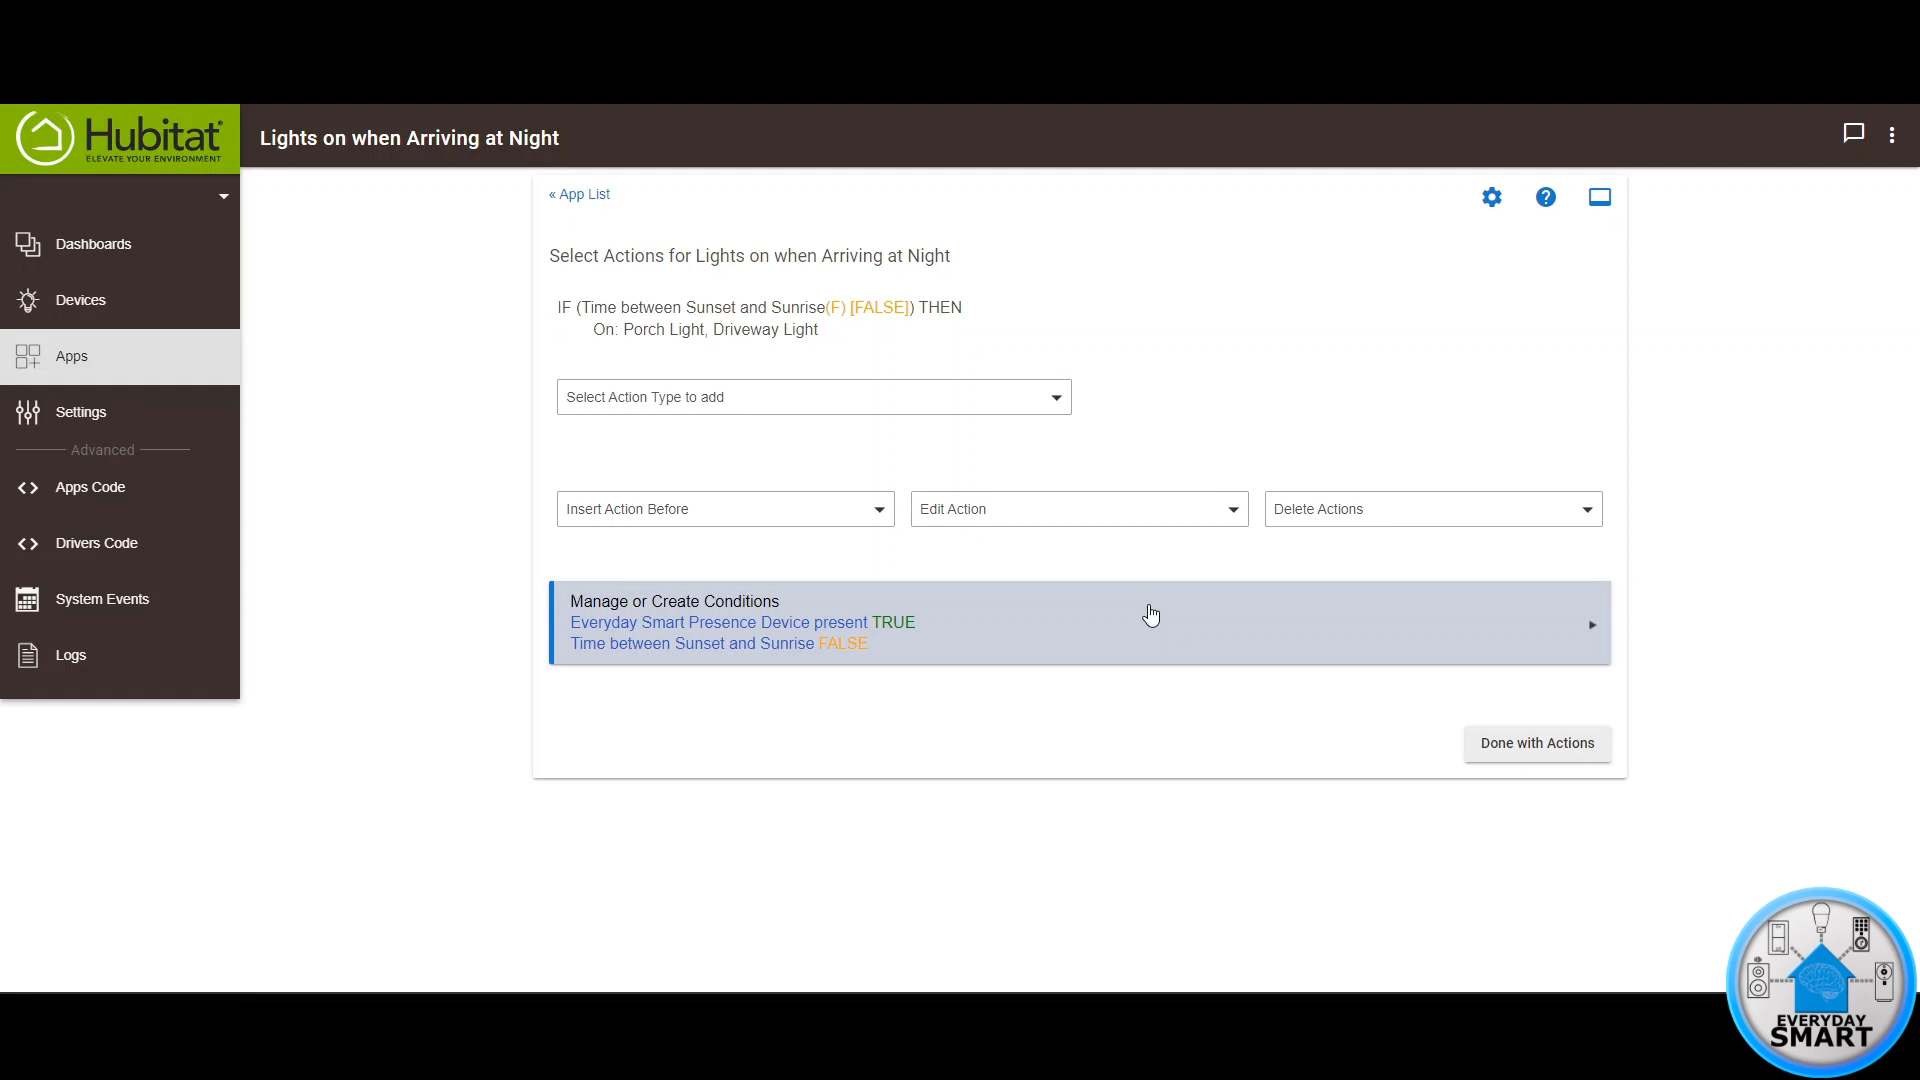 Hubitat
ELEVATE YOUR ENVIRONMENT
Lights on when Arriving at Night
« App List
Dashboards
Devices
Apps
Settings
Advanced
Apps Code
Drivers Code
System Events
Logs
Select Actions for Lights on when Arriving at Night
IF (Time between Sunset and Sunrise(F) [FALSE]) THEN
On: Porch Light, Driveway Light
Select Action Type to add
Insert Action Before
Edit Action
Delete Actions
Manage or Create Conditions
Everyday Smart Presence Device present TRUE
Time between Sunset and Sunrise FALSE
Done with Actions
EVERYDAY
SMART